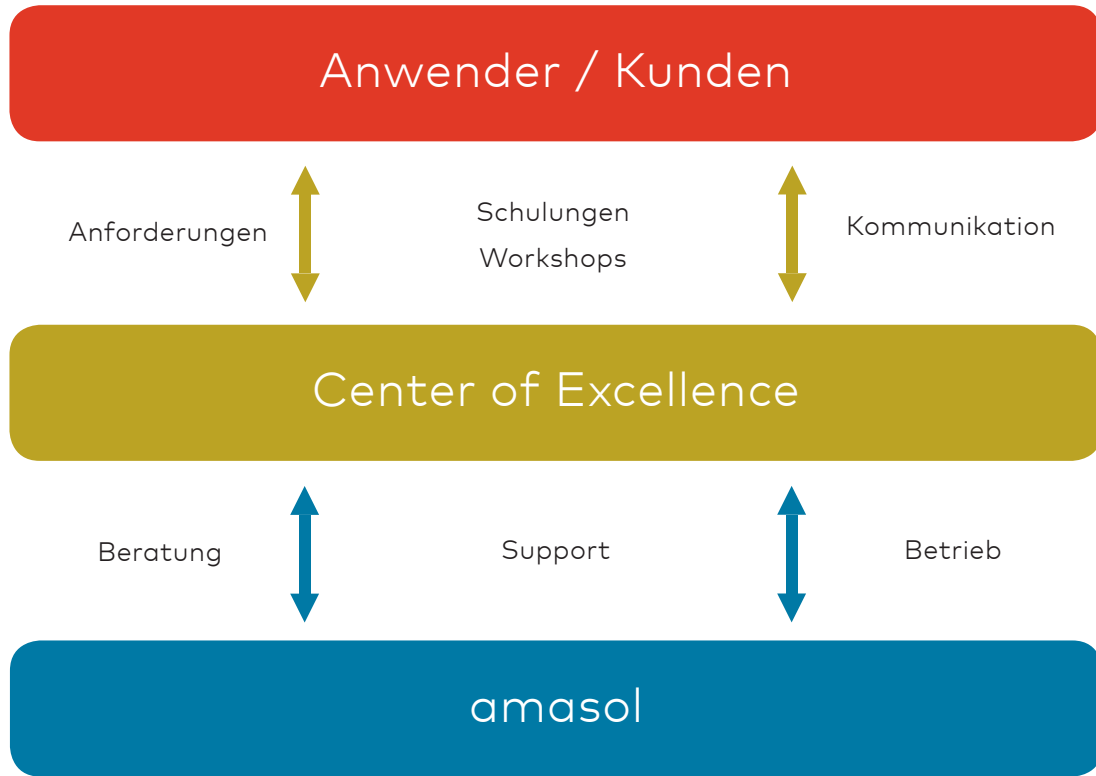 Anwender / Kunden
Anforderungen
Schulungen
Workshops
Kommunikation
Center of Excellence
Beratung
Support
Betrieb
amasol